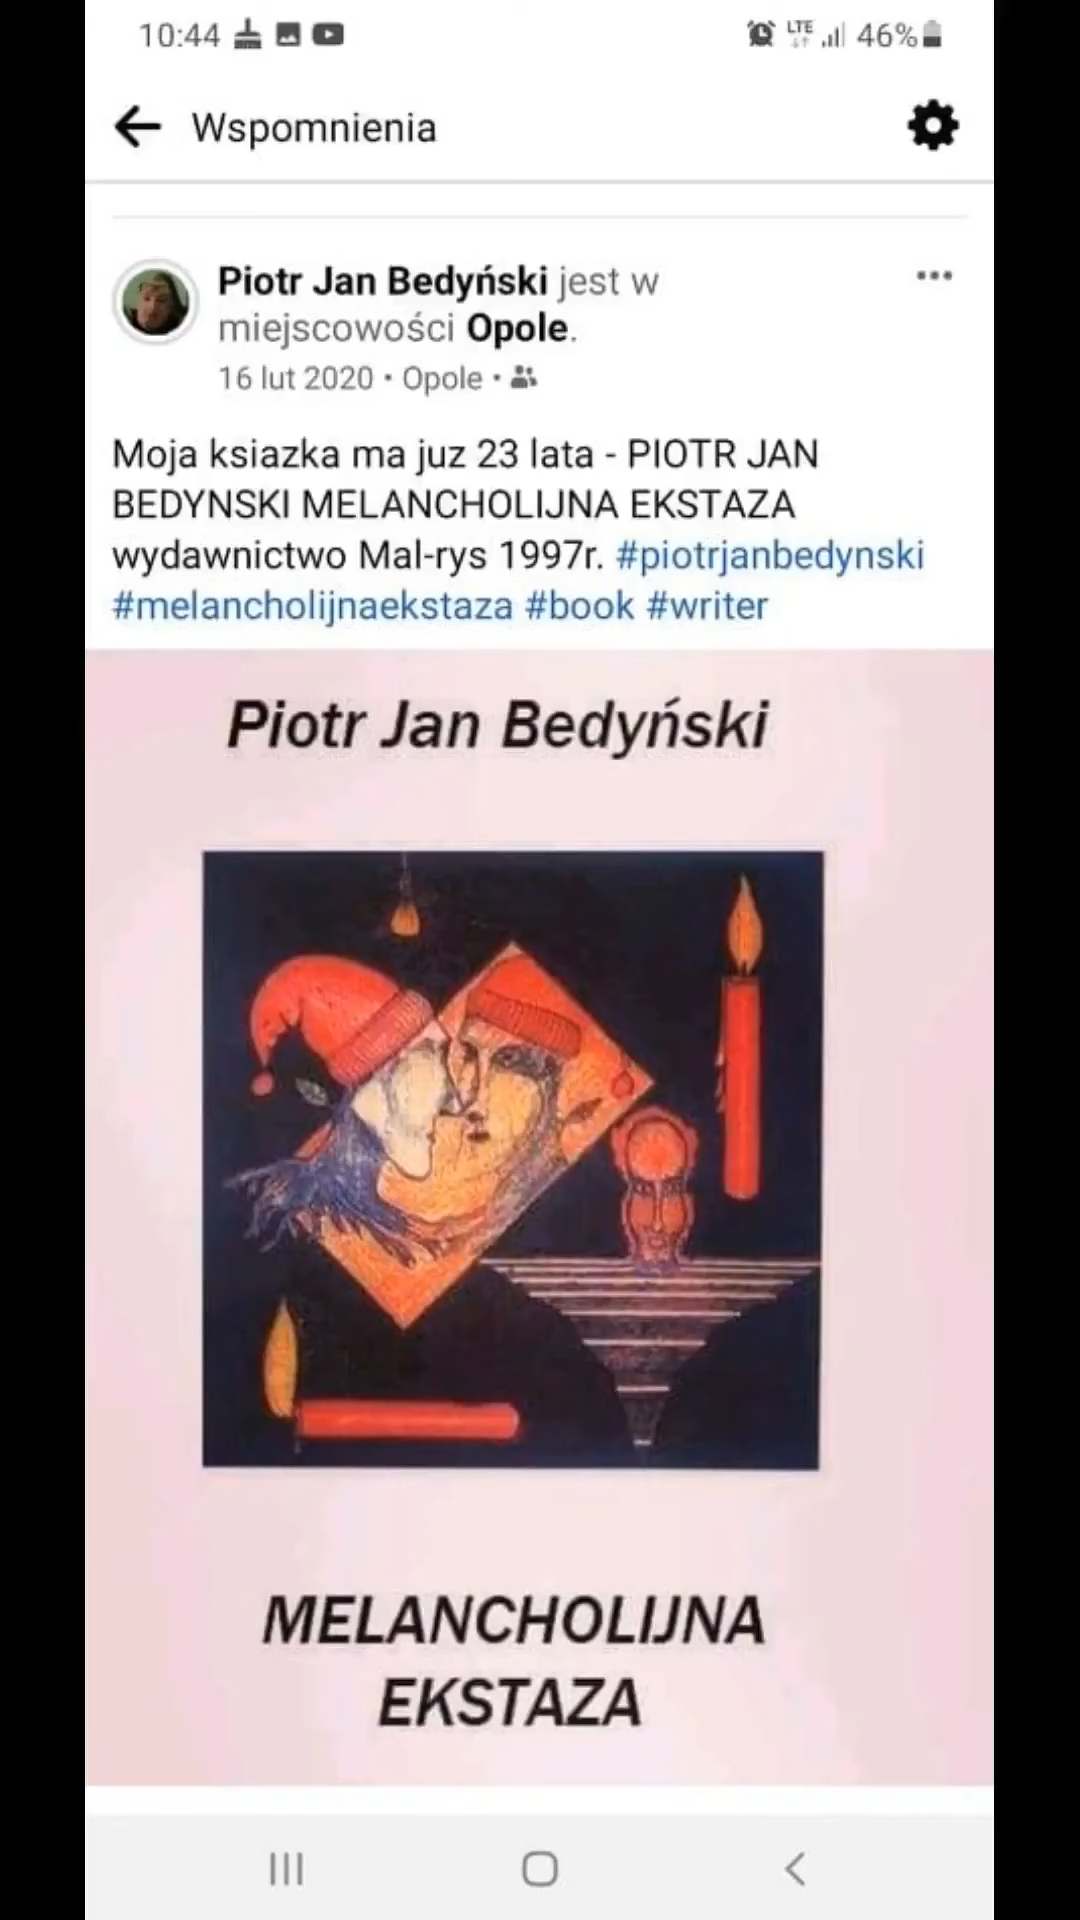 10:44 LTE 46%
Wspomnienia
Piotr Jan Bedyński jest w
miejscowości Opole.
16 lut 2020 • Opole •
Moja ksiazka ma juz 23 lata - PIOTR JAN
BEDYNSKI MELANCHOLIJNA EKSTAZA
wydawnictwo Mal-rys 1997r. #piotrjanbedynski
#melancholijnaekstaza #book #writer
Piotr Jan Bedyński
MELANCHOLIJNA
EKSTAZA